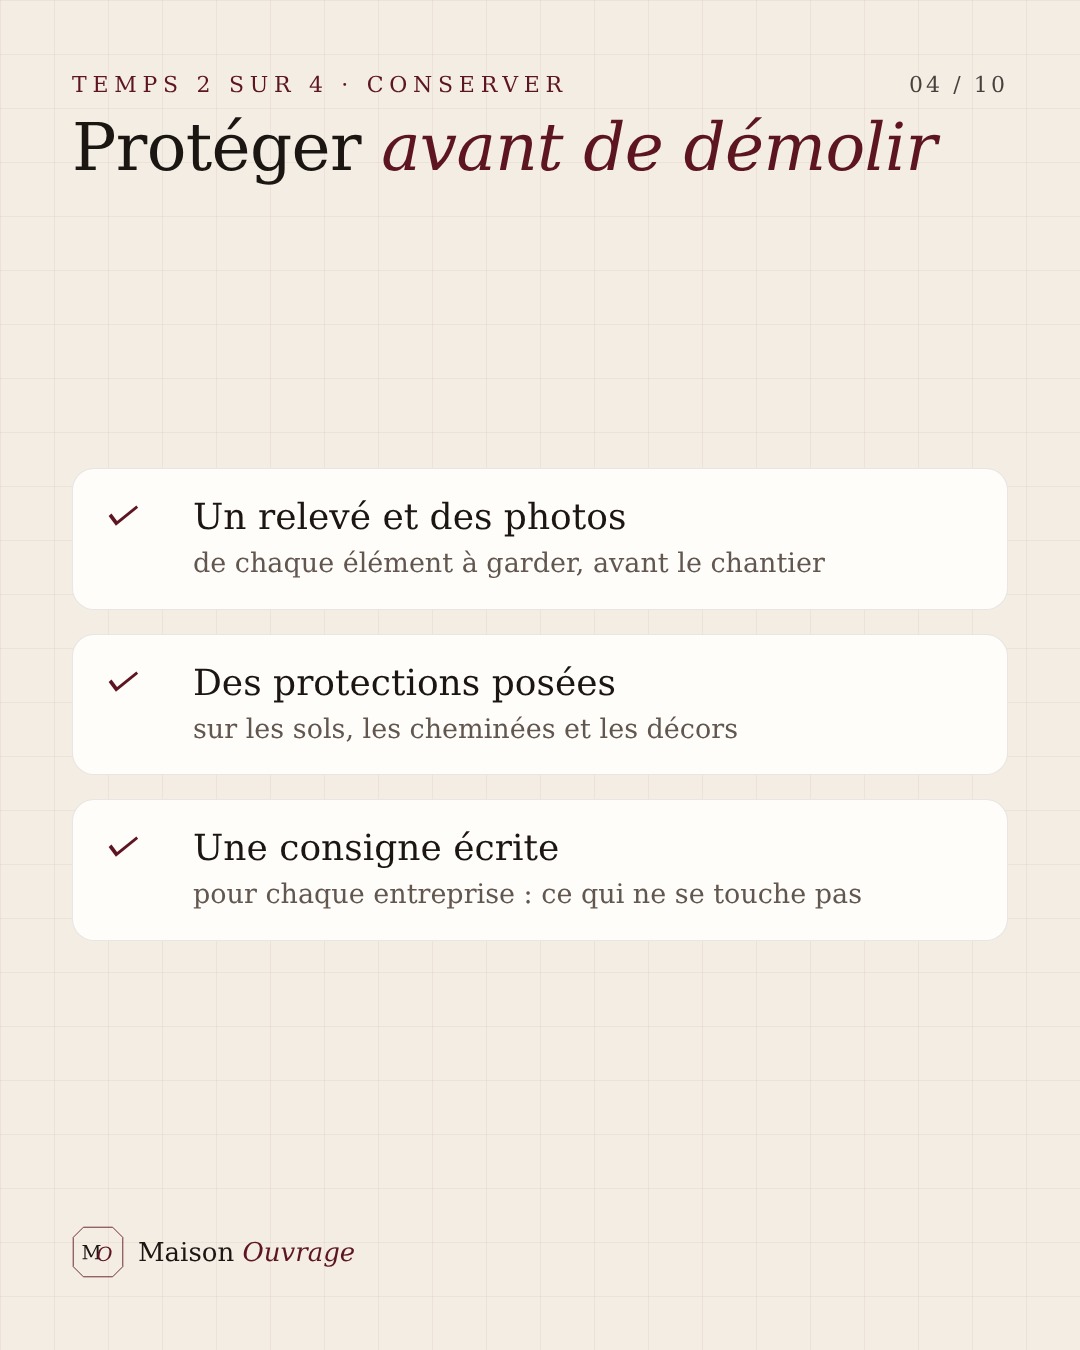 TEMPS 2 SUR 4 · CONSERVER
04 / 10
Protéger avant de démolir
Un relevé et des photos
de chaque élément à garder, avant le chantier
Des protections posées
sur les sols, les cheminées et les décors
Une consigne écrite
pour chaque entreprise : ce qui ne se touche pas
MO
Maison Ouvrage